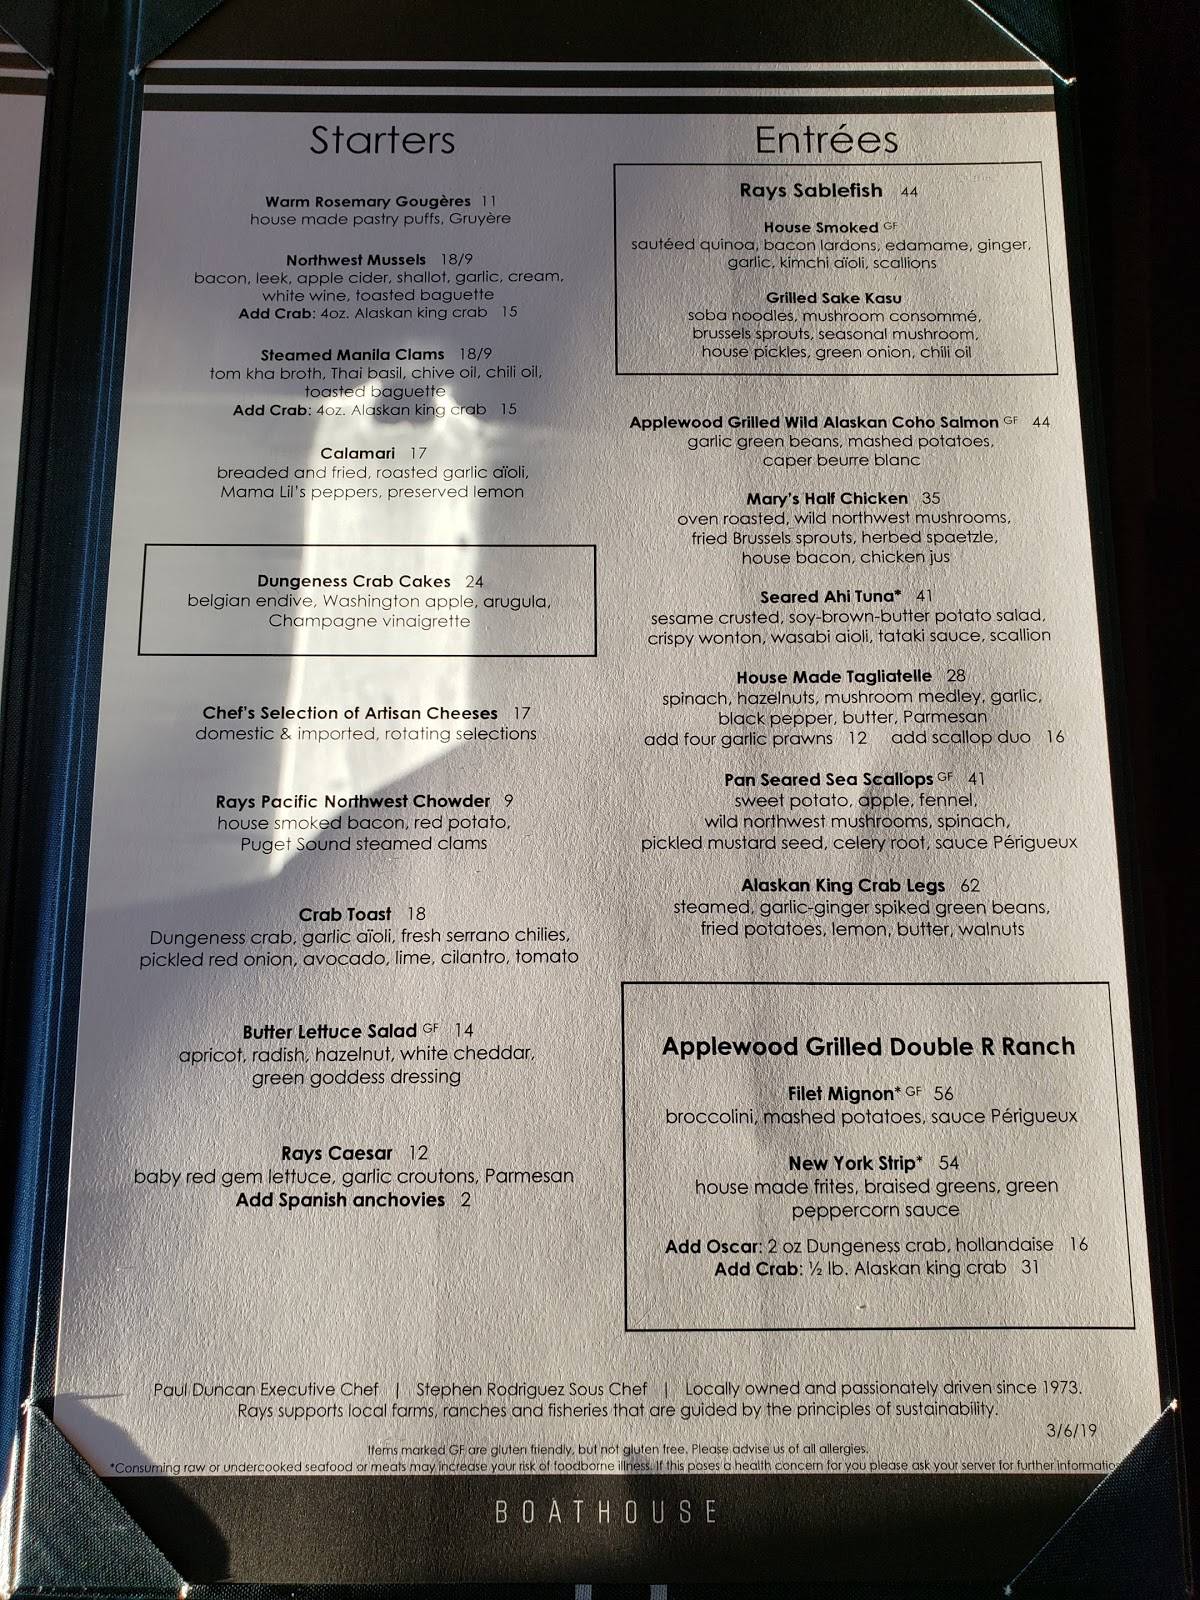 Starters
Warm Rosemary Gougères 11
house made pastry puffs, Gruyère
Northwest Mussels 18/9
bacon, leek, apple cider, shallot, garlic, cream,
white wine, toasted baguette
Add Crab: 4oz. Alaskan king crab 15
Steamed Manila Clams 18/9
tom kha broth, Thai basil, chive oil, chili oil,
toasted baguette
Add Crab: 4oz. Alaskan king crab 15
Calamari 17
breaded and fried, roasted garlic aïoli,
Mama Lil's peppers, preserved lemon
Dungeness Crab Cakes 24
belgian endive, Washington apple, arugula,
Champagne vinaigrette
Chef's Selection of Artisan Cheeses 17
domestic & imported, rotating selections
Rays Pacific Northwest Chowder 9
house smoked bacon, red potato,
Puget Sound steamed clams
Crab Toast 18
Dungeness crab, garlic aïoli, fresh serrano chilies,
pickled red onion, avocado, lime, cilantro, tomato
Butter Lettuce Salad GF 14
apricot, radish, hazelnut, white cheddar,
green goddess dressing
Rays Caesar 12
baby red gem lettuce, garlic croutons, Parmesan
Add Spanish anchovies 2
Entrées
Rays Sablefish 44
House Smoked GF
sautéed quinoa, bacon lardons, edamame, ginger,
garlic, kimchi aïoli, scallions
Grilled Sake Kasu
soba noodles, mushroom consommé,
brussels sprouts, seasonal mushroom,
house pickles, green onion, chili oil
Applewood Grilled Wild Alaskan Coho Salmon GF 44
garlic green beans, mashed potatoes,
caper beurre blanc
Mary's Half Chicken 35
oven roasted, wild northwest mushrooms,
fried Brussels sprouts, herbed spaetzle,
house bacon, chicken jus
Seared Ahi Tuna* 41
sesame crusted, soy-brown-butter potato salad,
crispy wonton, wasabi aioli, tataki sauce, scallion
House Made Tagliatelle 28
spinach, hazelnuts, mushroom medley, garlic,
black pepper, butter, Parmesan
add four garlic prawns 12 add scallop duo 16
Pan Seared Sea Scallops GF 41
sweet potato, apple, fennel,
wild northwest mushrooms, spinach,
pickled mustard seed, celery root, sauce Périgueux
Alaskan King Crab Legs 62
steamed, garlic-ginger spiked green beans,
fried potatoes, lemon, butter, walnuts
Applewood Grilled Double R Ranch
Filet Mignon* GF 56
broccolini, mashed potatoes, sauce Périgueux
New York Strip* 54
house made frites, braised greens, green
peppercorn sauce
Add Oscar: 2 oz Dungeness crab, hollandaise 16
Add Crab: ½ lb. Alaskan king crab 31
Paul Duncan Executive Chef | Stephen Rodriguez Sous Chef | Locally owned and passionately driven since 1973.
Rays supports local farms, ranches and fisheries that are guided by the principles of sustainability.
3/6/19
Items marked GF are gluten friendly, but not gluten free. Please advise us of all allergies.
*Consuming raw or undercooked seafood or meats may increase your risk of foodborne illness. If this poses a health concern for you please ask your server for further informatio
BOATHOUSE